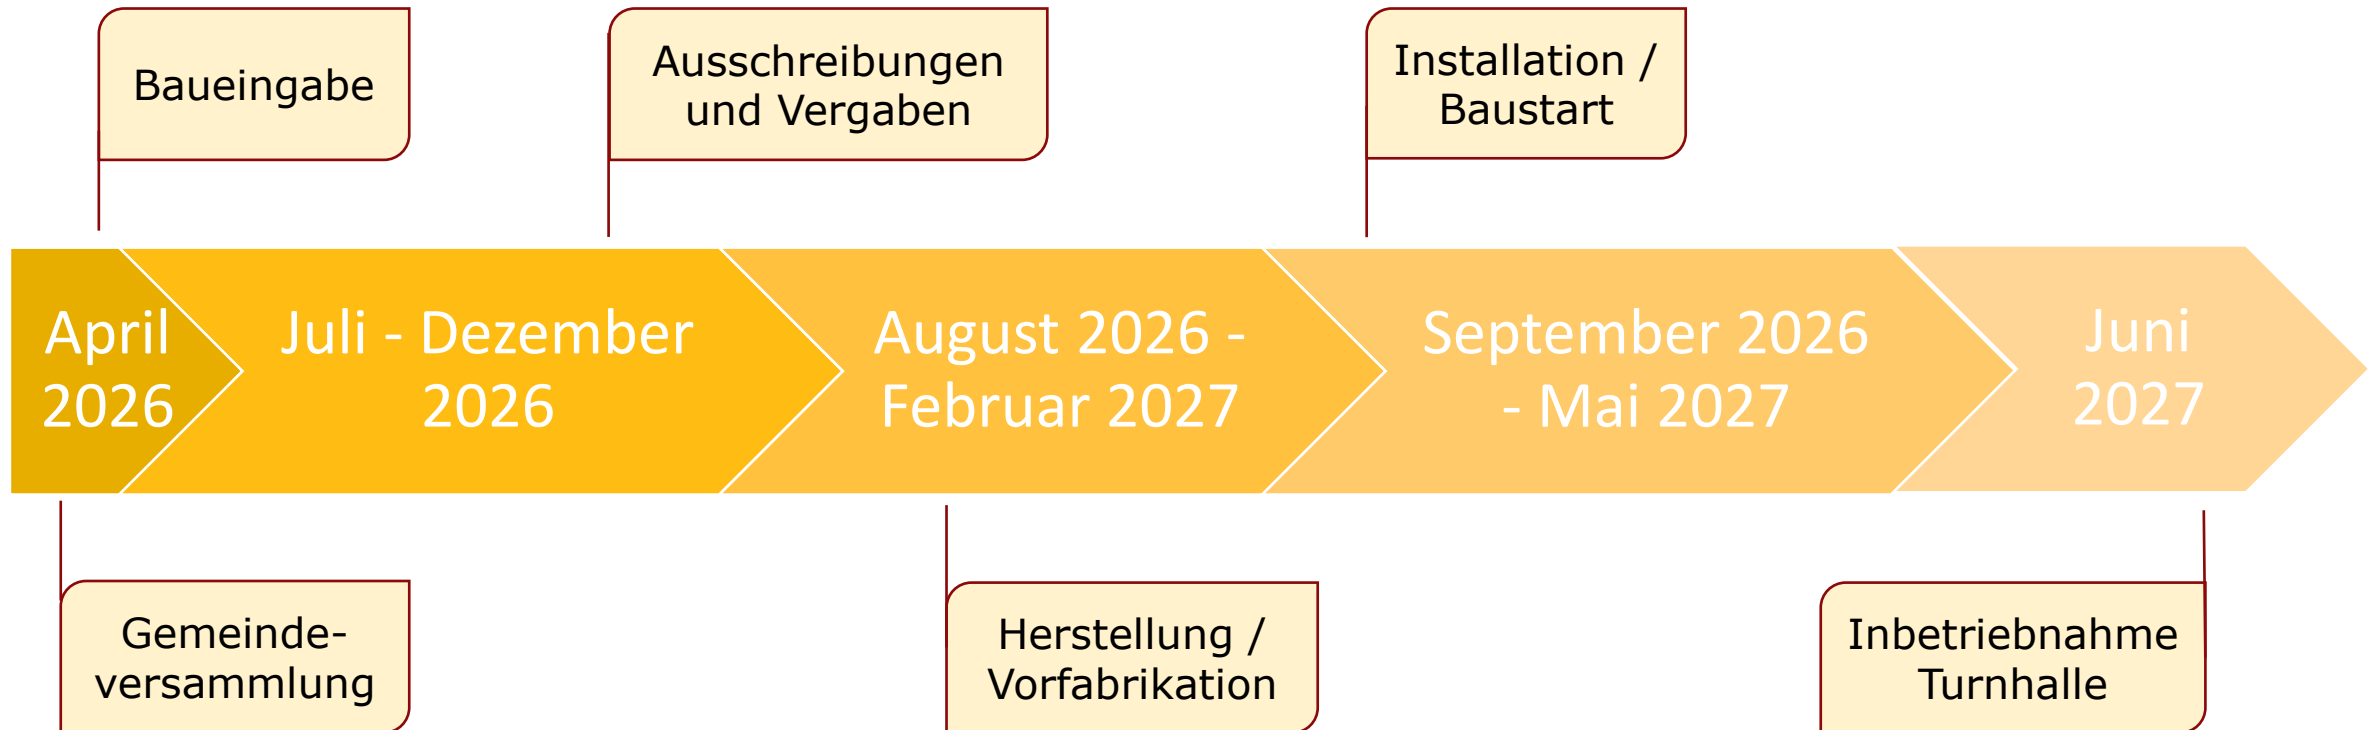 Baueingabe
Ausschreibungen
und Vergaben
Installation /
Baustart
April
2026
Juli - Dezember
2026
August 2026 -
Februar 2027
September 2026
- Mai 2027
Juni
2027
Gemeinde-
versammlung
Herstellung /
Vorfabrikation
Inbetriebnahme
Turnhalle